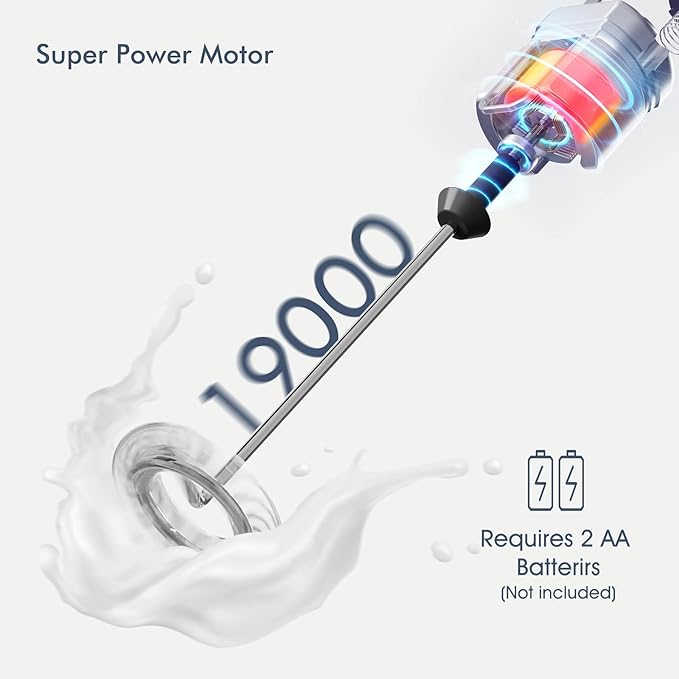 Super Power Motor
19000
Requires 2 AA
Batterirs
(Not included)